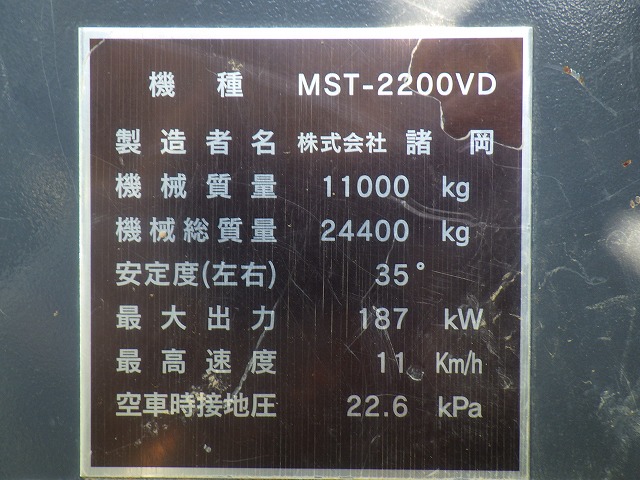 機種 MST-2200VD
製造者名 株式会社 諸岡
機械質量 11000 kg
機械総質量 24400 kg
安定度(左右) 35°
最大出力 187 kW
最高速度 11 Km/h
空車時接地圧 22.6 kPa